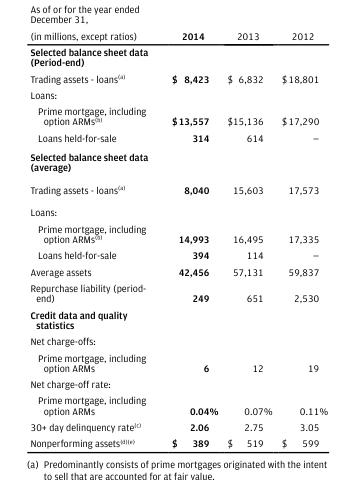 As of or for the year ended
December 31,
(in millions, except ratios) 2014 2013 2012
Selected balance sheet data
(Period-end)
Trading assets - loans(a) $ 8,423 $ 6,832 $18,801
Loans:
Prime mortgage, including
option ARMs(b) $13,557 $15,136 $17,290
Loans held-for-sale 314 614 –
Selected balance sheet data
(average)
Trading assets - loans(a) 8,040 15,603 17,573
Loans:
Prime mortgage, including
option ARMs(b) 14,993 16,495 17,335
Loans held-for-sale 394 114 –
Average assets 42,456 57,131 59,837
Repurchase liability (period-
end) 249 651 2,530
Credit data and quality
statistics
Net charge-offs:
Prime mortgage, including
option ARMs 6 12 19
Net charge-off rate:
Prime mortgage, including
option ARMs 0.04% 0.07% 0.11%
30+ day delinquency rate(c) 2.06 2.75 3.05
Nonperforming assets(d)(e) $ 389 $ 519 $ 599
(a) Predominantly consists of prime mortgages originated with the intent
to sell that are accounted for at fair value.